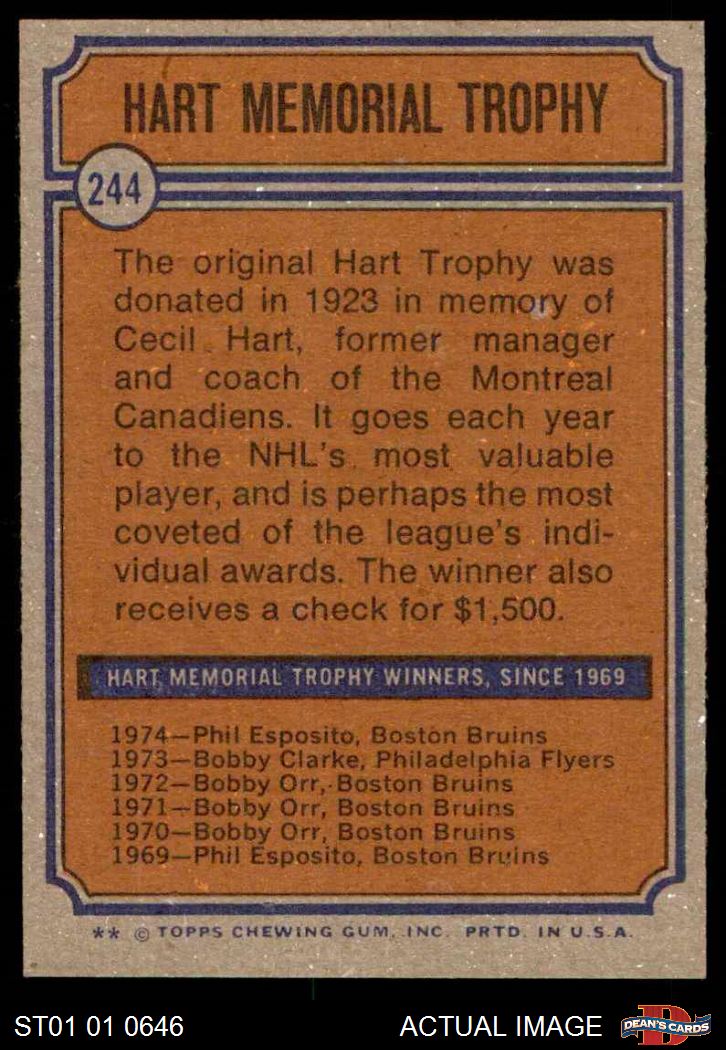 HART MEMORIAL TROPHY
244
The original Hart Trophy was
donated in 1923 in memory of
Cecil Hart, former manager
and coach of the Montreal
Canadiens. It goes each year
to the NHL's most valuable
player, and is perhaps the most
coveted of the league's indi-
vidual awards. The winner also
receives a check for $1,500.
HART MEMORIAL TROPHY WINNERS, SINCE 1969
1974—Phil Esposito, Boston Bruins
1973—Bobby Clarke, Philadelphia Flyers
1972—Bobby Orr, Boston Bruins
1971—Bobby Orr, Boston Bruins
1970—Bobby Orr, Boston Bruins
1969—Phil Esposito, Boston Bruins
** © TOPPS CHEWING GUM, INC. PRTD. IN U.S.A.
ST01 01 0646 ACTUAL IMAGE D DEAN'S CARDS